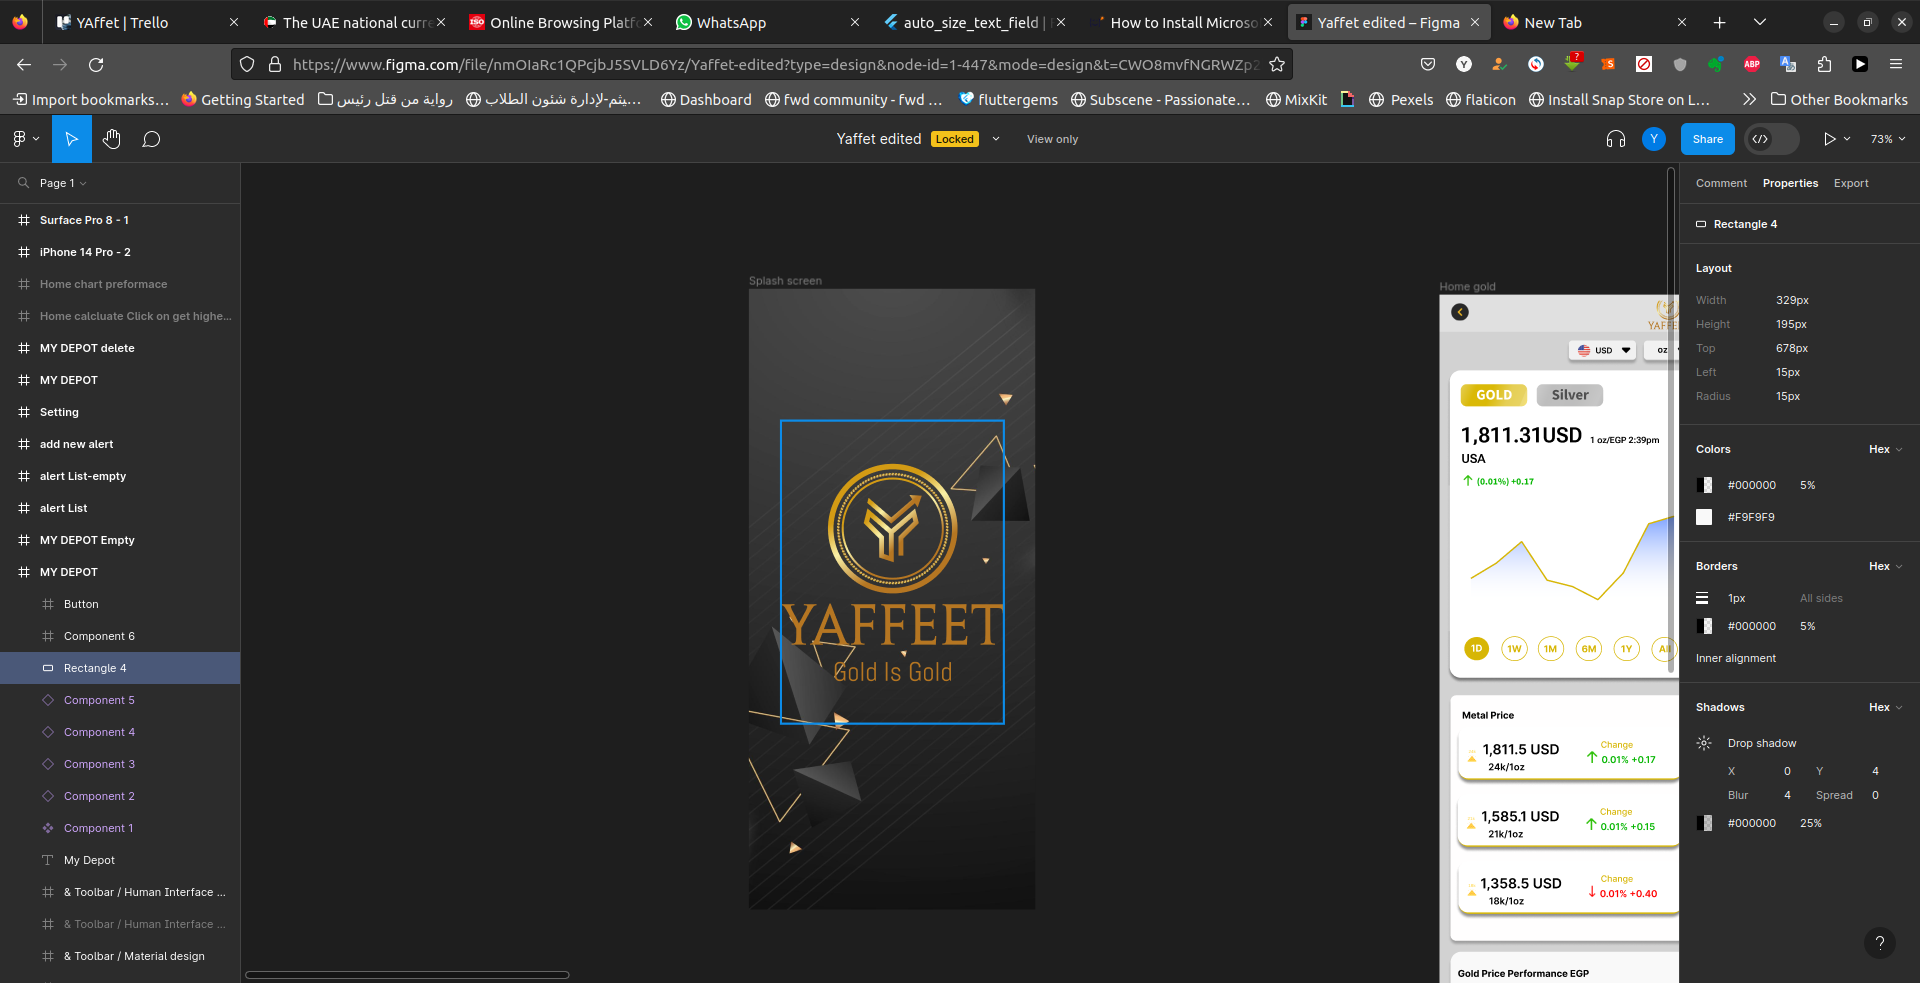 YAffet | Trello
The UAE national curre
Online Browsing Platfo
WhatsApp
auto_size_text_field |
How to Install Microso
Yaffet edited – Figma
New Tab
https://www.figma.com/file/nmOIaRc1QPcjbJ5SVLD6Yz/Yaffet-edited?type=design&node-id=1-447&mode=design&t=CWO8mvfNGRWZp2
Import bookmarks…
Getting Started
رواية من قتل رئيس
…يثم-لإدارة شئون الطلاب
Dashboard
fwd community - fwd …
fluttergems
Subscene - Passionate…
MixKit
Pexels
flaticon
Install Snap Store on L…
Other Bookmarks
Yaffet edited
Locked
View only
Y
Share
73%
Page 1
Surface Pro 8 - 1
iPhone 14 Pro - 2
Home chart preformace
Home calcluate Click on get highe...
MY DEPOT delete
MY DEPOT
Setting
add new alert
alert List-empty
alert List
MY DEPOT Empty
MY DEPOT
Button
Component 6
Rectangle 4
Component 5
Component 4
Component 3
Component 2
Component 1
My Depot
& Toolbar / Human Interface ...
& Toolbar / Human Interface ...
& Toolbar / Material design
Splash screen
YAFFEET
Gold Is Gold
Home gold
YAFFE
USD
oz
GOLD
Silver
1,811.31USD
1 oz/EGP 2:39pm
USA
(0.01%) +0.17
1D
1W
1M
6M
1Y
All
Metal Price
1,811.5 USD
24k/1oz
Change
0.01% +0.17
1,585.1 USD
21k/1oz
Change
0.01% +0.15
1,358.5 USD
18k/1oz
Change
0.01% +0.40
Gold Price Performance EGP
Comment
Properties
Export
Rectangle 4
Layout
Width 329px
Height 195px
Top 678px
Left 15px
Radius 15px
Colors
Hex
#000000 5%
#F9F9F9
Borders
Hex
1px
All sides
#000000 5%
Inner alignment
Shadows
Hex
Drop shadow
X 0 Y 4
Blur 4 Spread 0
#000000 25%
?